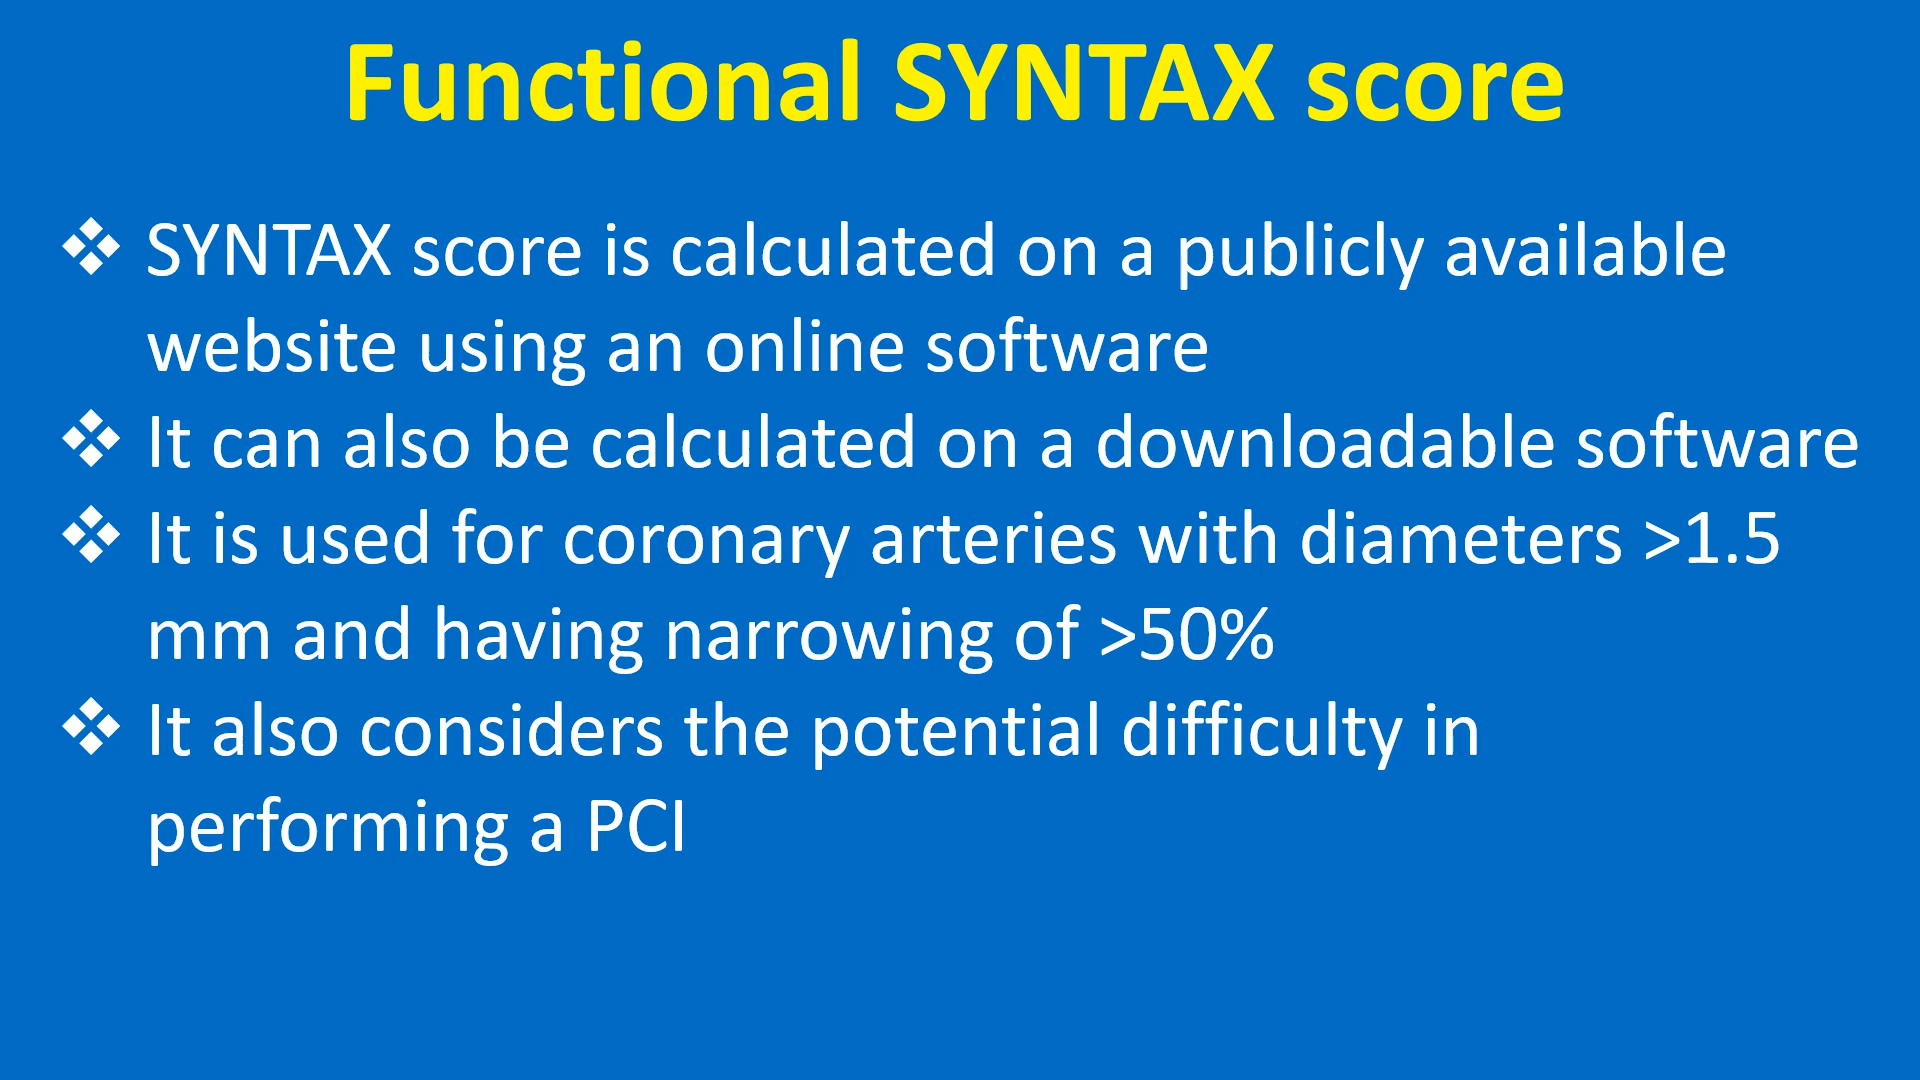 Functional SYNTAX score
❖ SYNTAX score is calculated on a publicly available
website using an online software
❖ It can also be calculated on a downloadable software
❖ It is used for coronary arteries with diameters >1.5
mm and having narrowing of >50%
❖ It also considers the potential difficulty in
performing a PCI